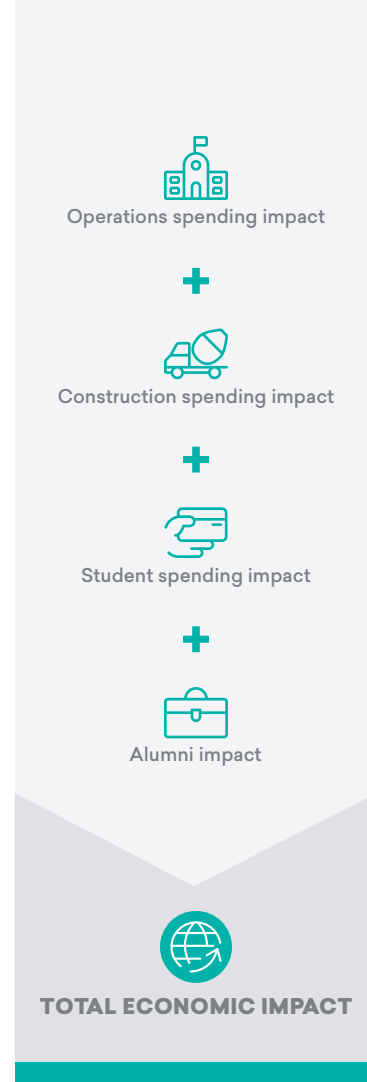 Operations spending impact
+
Construction spending impact
+
Student spending impact
+
Alumni impact
TOTAL ECONOMIC IMPACT